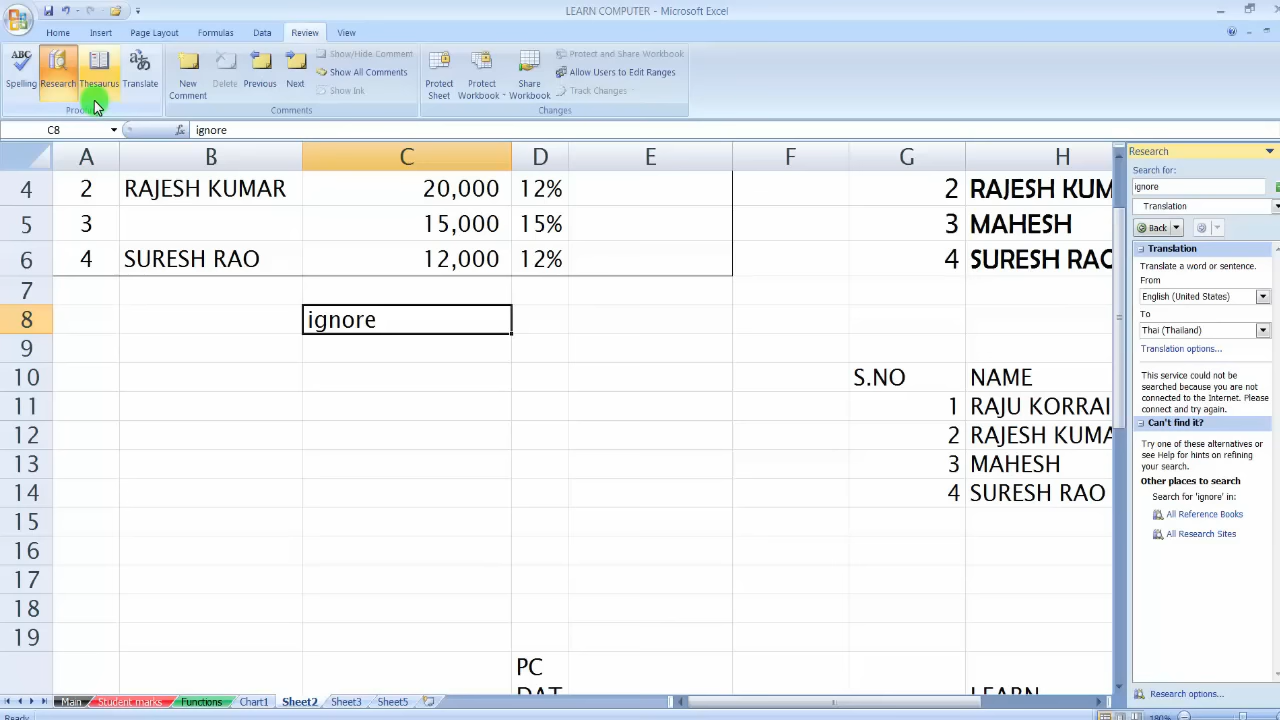 LEARN COMPUTER - Microsoft Excel
Home Insert Page Layout Formulas Data Review View
Spelling Research Thesaurus Translate
New Comment Delete Previous Next
Show/Hide Comment
Show All Comments
Show Ink
Protect Sheet Protect Workbook Share Workbook
Protect and Share Workbook
Allow Users to Edit Ranges
Track Changes
Comments Changes
C8 fx ignore
A B C D E F G H
4 2 RAJESH KUMAR 20,000 12% 2 RAJESH KUM
5 3 15,000 15% 3 MAHESH
6 4 SURESH RAO 12,000 12% 4 SURESH RAO
7
8 ignore
9
10 S.NO NAME
11 1 RAJU KORRAI
12 2 RAJESH KUMA
13 3 MAHESH
14 4 SURESH RAO
15
16
17
18
19
PC
Research
Search for:
ignore
Translation
Back
Translation
Translate a word or sentence.
From
English (United States)
To
Thai (Thailand)
Translation options...
This service could not be
searched because you are not
connected to the Internet. Please
connect and try again.
Can't find it?
Try one of these alternatives or
see Help for hints on refining
your search.
Other places to search
Search for 'ignore' in:
All Reference Books
All Research Sites
Research options...
Main Student marks Functions Chart1 Sheet2 Sheet3 Sheet5
180%